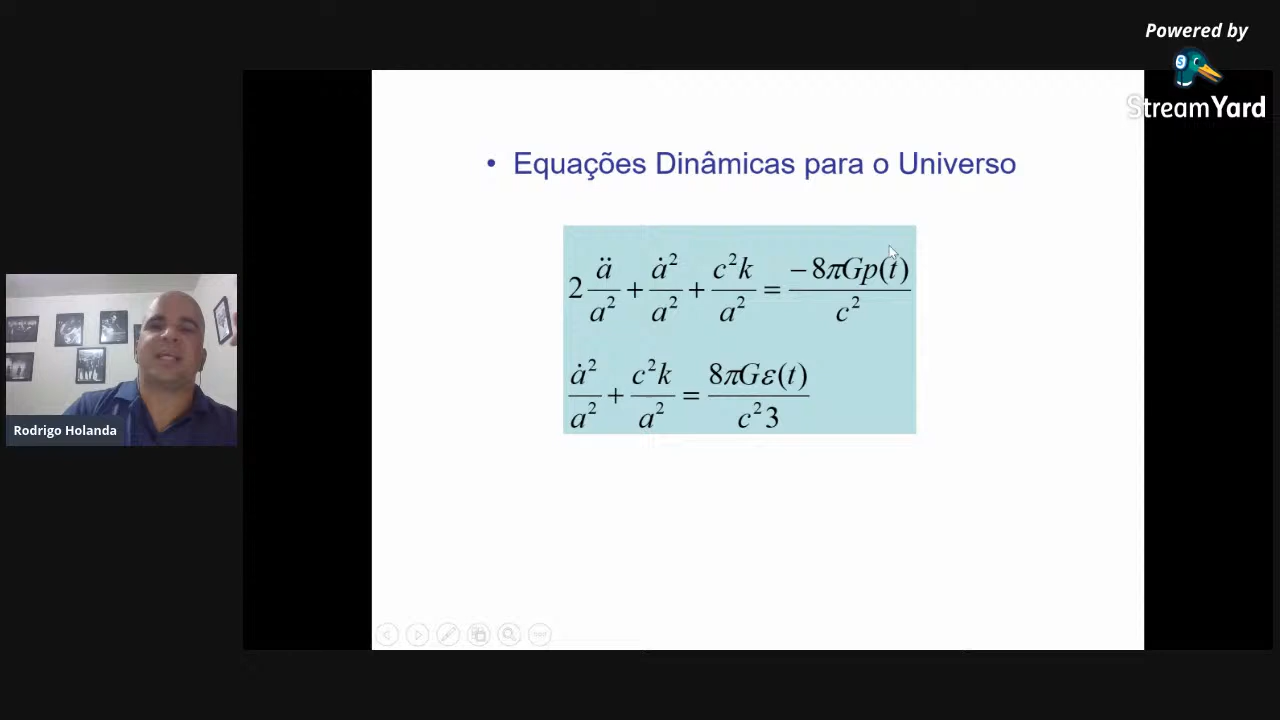 Powered by
StreamYard
• Equações Dinâmicas para o Universo
2 ä/a² + ȧ²/a² + c²k/a² = −8πGp(t)/c²
ȧ²/a² + c²k/a² = 8πGε(t)/c²3
Rodrigo Holanda